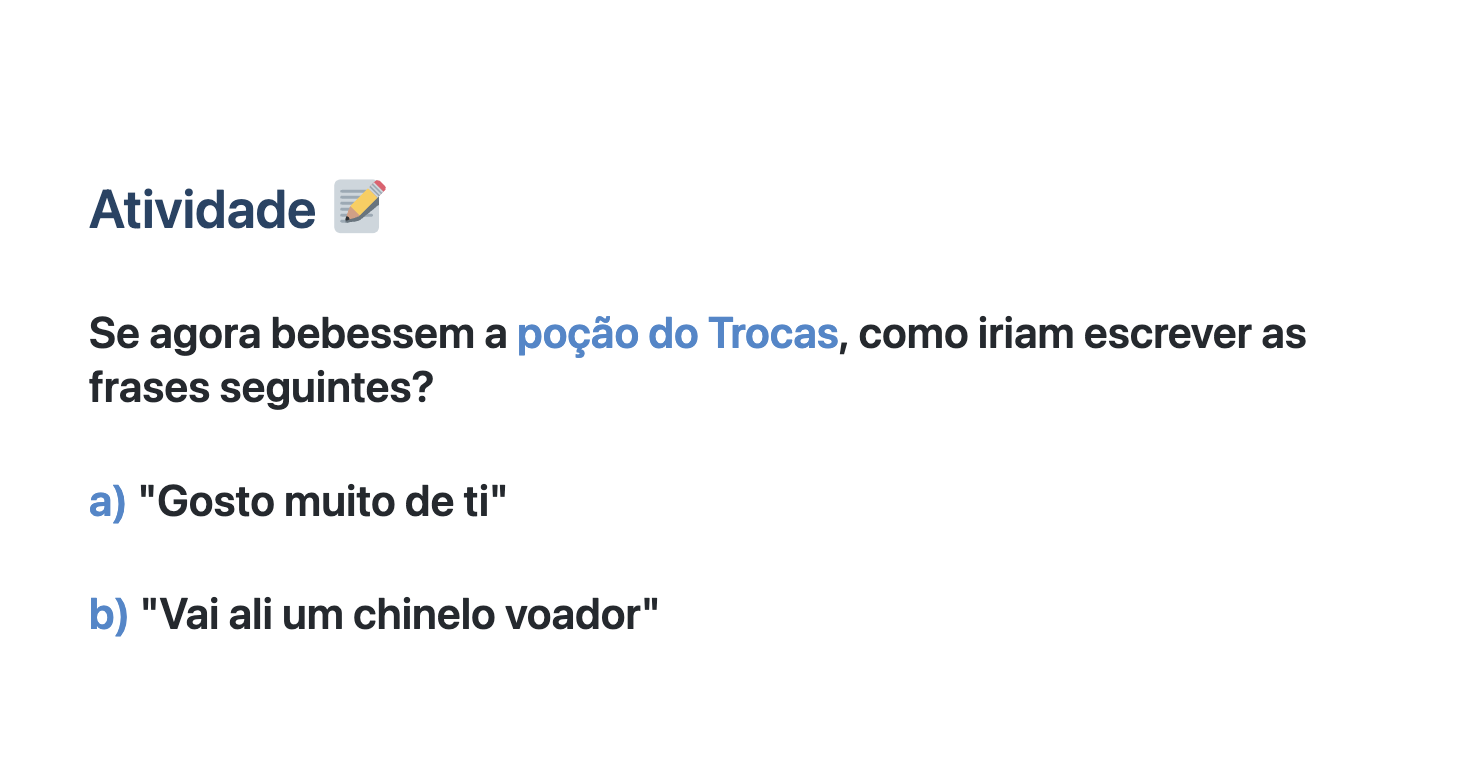 Atividade 📝
Se agora bebessem a poção do Trocas, como iriam escrever as
frases seguintes?
a) "Gosto muito de ti"
b) "Vai ali um chinelo voador"